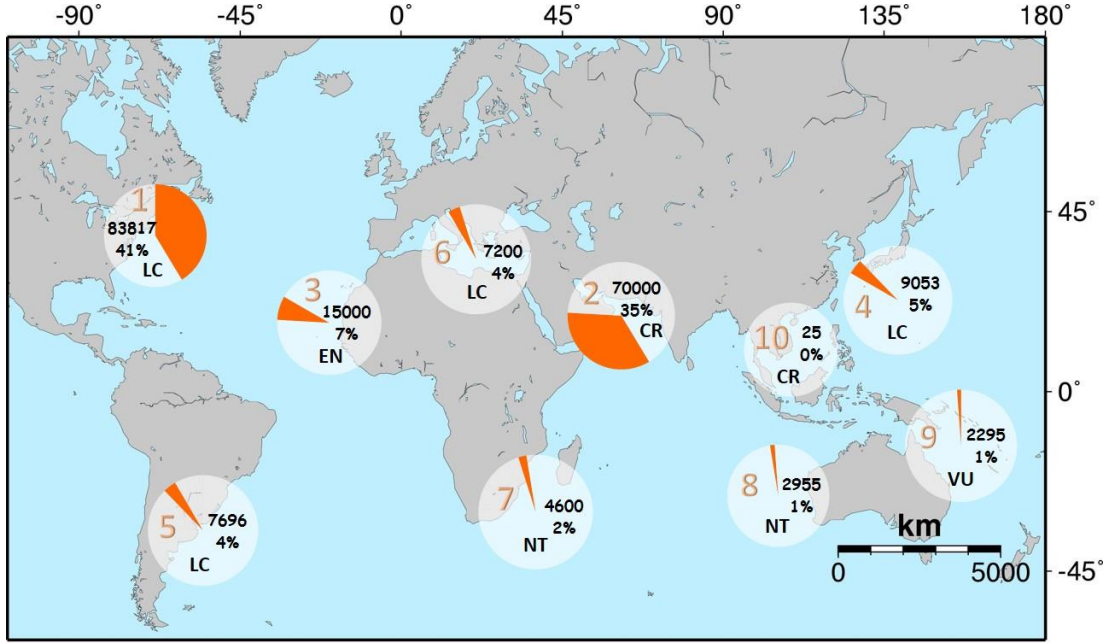 -90° -45° 0° 45° 90° 135° 180°
45°
0°
-45°
1
83817
41%
LC
3
15000
7%
EN
6
7200
4%
LC
2
70000
35%
CR
4
9053
5%
LC
10
25
0%
CR
9
2295
1%
VU
8
2955
1%
NT
7
4600
2%
NT
5
7696
4%
LC
km
0 5000